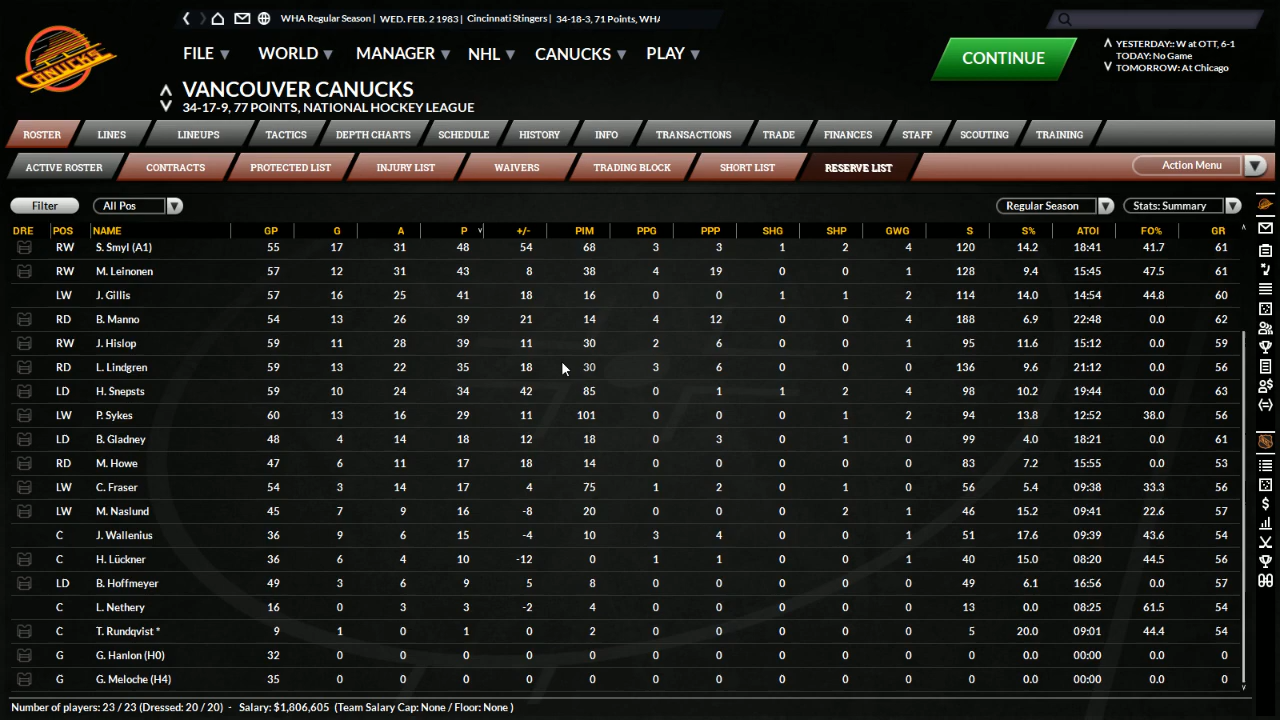 CANUCKS
WHA Regular Season | WED. FEB. 2 1983 | Cincinnati Stingers | 34-18-3, 71 Points, WHA
FILE WORLD MANAGER NHL CANUCKS PLAY
CONTINUE
YESTERDAY:: W at OTT, 6-1
TODAY: No Game
TOMORROW: At Chicago
VANCOUVER CANUCKS
34-17-9, 77 POINTS, NATIONAL HOCKEY LEAGUE
ROSTER LINES LINEUPS TACTICS DEPTH CHARTS SCHEDULE HISTORY INFO TRANSACTIONS TRADE FINANCES STAFF SCOUTING TRAINING
ACTIVE ROSTER CONTRACTS PROTECTED LIST INJURY LIST WAIVERS TRADING BLOCK SHORT LIST RESERVE LIST Action Menu
Filter All Pos Regular Season Stats: Summary
DRE POS NAME GP G A P +/- PIM PPG PPP SHG SHP GWG S S% ATOI FO% GR
RW S. Smyl (A1) 55 17 31 48 54 68 3 3 1 2 4 120 14.2 18:41 41.7 61
RW M. Leinonen 57 12 31 43 8 38 4 19 0 0 1 128 9.4 15:45 47.5 61
LW J. Gillis 57 16 25 41 18 16 0 0 1 1 2 114 14.0 14:54 44.8 60
RD B. Manno 54 13 26 39 21 14 4 12 0 0 4 188 6.9 22:48 0.0 62
RW J. Hislop 59 11 28 39 11 30 2 6 0 0 1 95 11.6 15:12 0.0 59
RD L. Lindgren 59 13 22 35 18 30 3 6 0 0 0 136 9.6 21:12 0.0 56
LD H. Snepsts 59 10 24 34 42 85 0 1 1 2 4 98 10.2 19:44 0.0 63
LW P. Sykes 60 13 16 29 11 101 0 0 0 1 2 94 13.8 12:52 38.0 56
LD B. Gladney 48 4 14 18 12 18 0 3 0 1 0 99 4.0 18:21 0.0 61
RD M. Howe 47 6 11 17 18 14 0 0 0 0 0 83 7.2 15:55 0.0 53
LW C. Fraser 54 3 14 17 4 75 1 2 0 1 0 56 5.4 09:38 33.3 56
LW M. Naslund 45 7 9 16 -8 20 0 0 0 2 1 46 15.2 09:41 22.6 57
C J. Wallenius 36 9 6 15 -4 10 3 4 0 0 1 51 17.6 09:39 43.6 54
C H. Lückner 36 6 4 10 -12 0 1 1 0 0 1 40 15.0 08:20 44.5 56
LD B. Hoffmeyer 49 3 6 9 5 8 0 0 0 0 0 49 6.1 16:56 0.0 57
C L. Nethery 16 0 3 3 -2 4 0 0 0 0 0 13 0.0 08:25 61.5 54
C T. Rundqvist * 9 1 0 1 0 2 0 0 0 0 0 5 20.0 09:01 44.4 54
G G. Hanlon (H0) 32 0 0 0 0 0 0 0 0 0 0 0 0.0 00:00 0.0 0
G G. Meloche (H4) 35 0 0 0 0 0 0 0 0 0 0 0 0.0 00:00 0.0 0
Number of players: 23 / 23 (Dressed: 20 / 20) - Salary: $1,806,605 (Team Salary Cap: None / Floor: None )